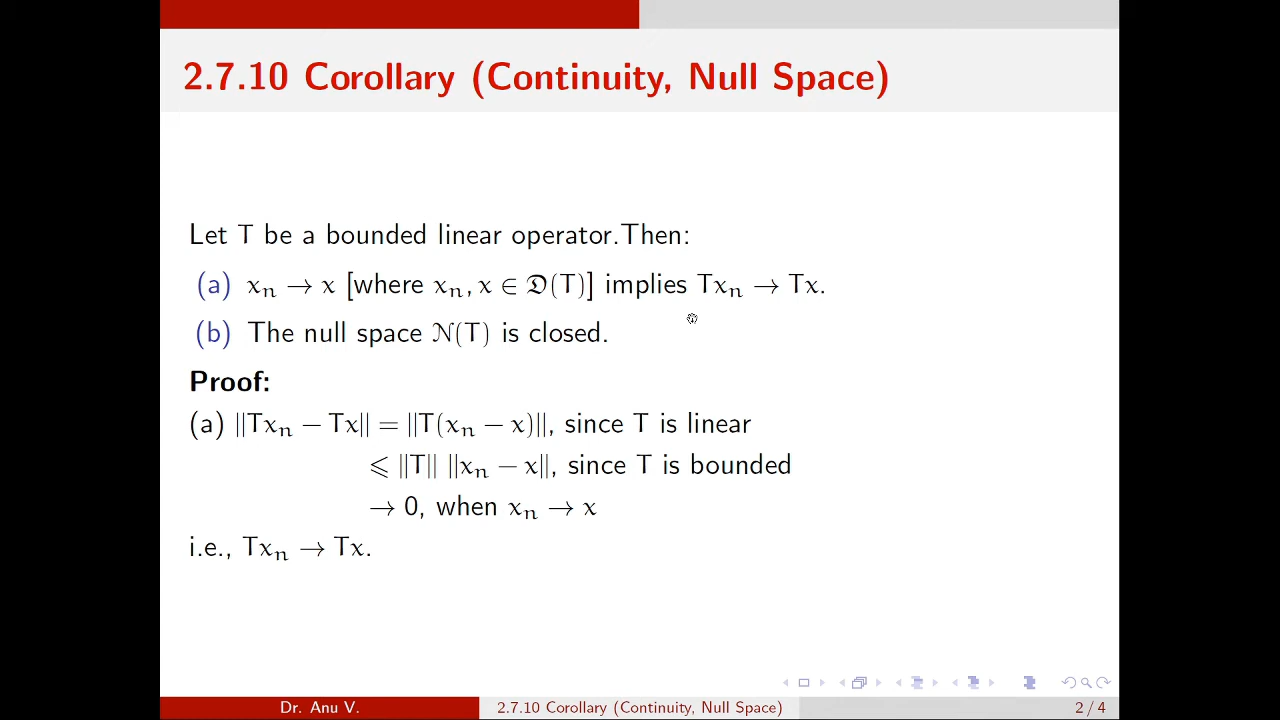 2.7.10 Corollary (Continuity, Null Space)
Let T be a bounded linear operator.Then:
(a) xₙ → x [where xₙ, x ∈ 𝔇(T)] implies Txₙ → Tx.
(b) The null space N(T) is closed.
Proof:
(a) ||Txₙ − Tx|| = ||T(xₙ − x)||, since T is linear
⩽ ||T|| ||xₙ − x||, since T is bounded
→ 0, when xₙ → x
i.e., Txₙ → Tx.
Dr. Anu V. 2.7.10 Corollary (Continuity, Null Space) 2 / 4